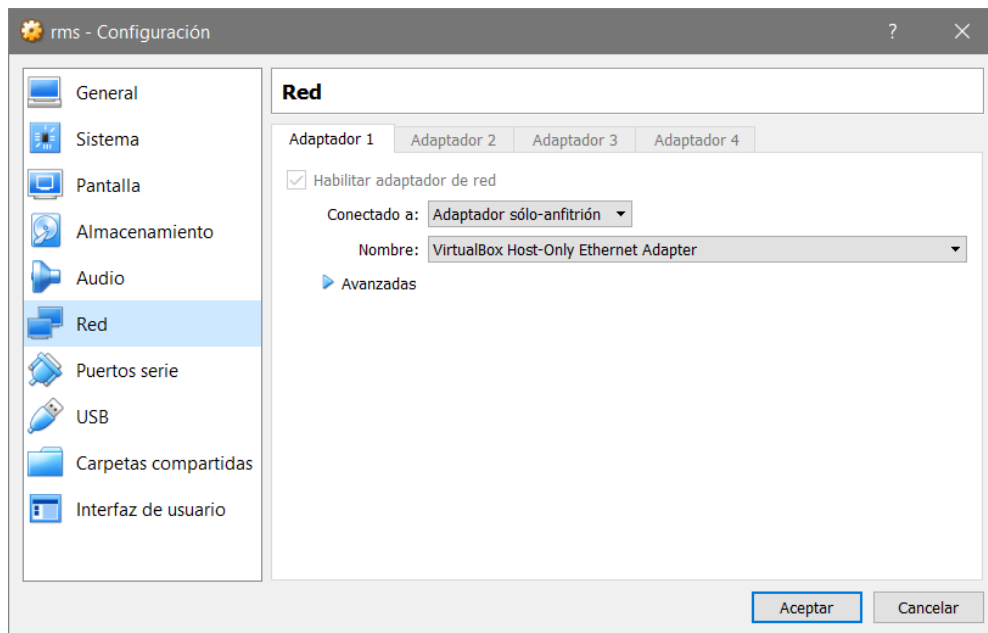 rms - Configuración
?
General
Sistema
Pantalla
Almacenamiento
Audio
Red
Puertos serie
USB
Carpetas compartidas
Interfaz de usuario
Red
Adaptador 1 Adaptador 2 Adaptador 3 Adaptador 4
Habilitar adaptador de red
Conectado a: Adaptador sólo-anfitrión
Nombre: VirtualBox Host-Only Ethernet Adapter
Avanzadas
Aceptar Cancelar